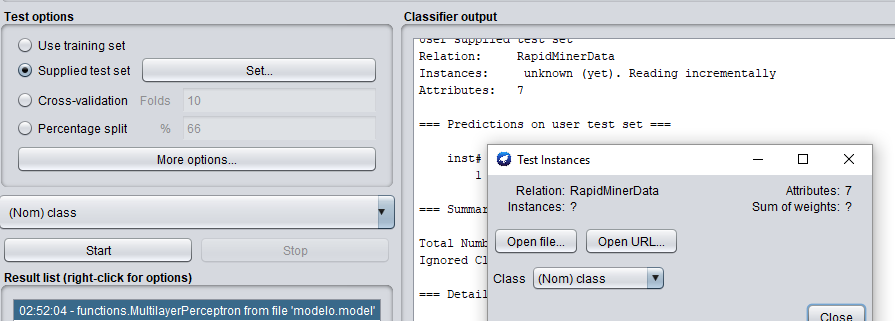 Test options
Use training set
Supplied test set Set...
Cross-validation Folds 10
Percentage split % 66
More options...
(Nom) class
Start Stop
Result list (right-click for options)
02:52:04 - functions.MultilayerPerceptron from file 'modelo.model'
Classifier output
User supplied test set
Relation: RapidMinerData
Instances: unknown (yet). Reading incrementally
Attributes: 7
=== Predictions on user test set ===
inst#
1
=== Summar
Total Numb
Ignored Cl
=== Detail
Test Instances
Relation: RapidMinerData Attributes: 7
Instances: ? Sum of weights: ?
Open file... Open URL...
Class (Nom) class
Close